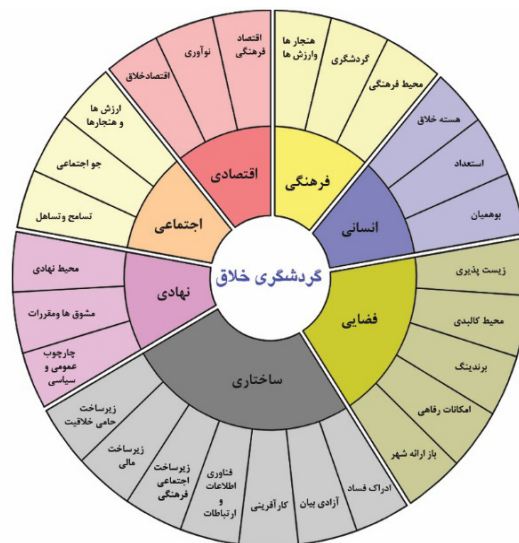 گردشگری خلاق
فرهنگی
هنجار ها
وارزش ها
گردشگری
محیط فرهنگی
انسانی
هسته خلاق
استعداد
بوهمیان
فضایی
زیست پذیری
محیط کالبدی
برندینگ
امکانات رفاهی
باز ارائه شهر
ساختاری
ادراک فساد
آزادی بیان
کارآفرینی
فناوری
اطلاعات
و
ارتباطات
زیرساخت
اجتماعی
فرهنگی
زیرساخت
مالی
زیرساخت
حامی خلاقیت
نهادی
چارچوب
عمومی و
سیاسی
مشوق ها ومقررات
محیط نهادی
اجتماعی
تسامح وتساهل
جو اجتماعی
ارزش ها
و هنجارها
اقتصادی
اقتصادخلاق
نوآوری
اقتصاد
فرهنگی